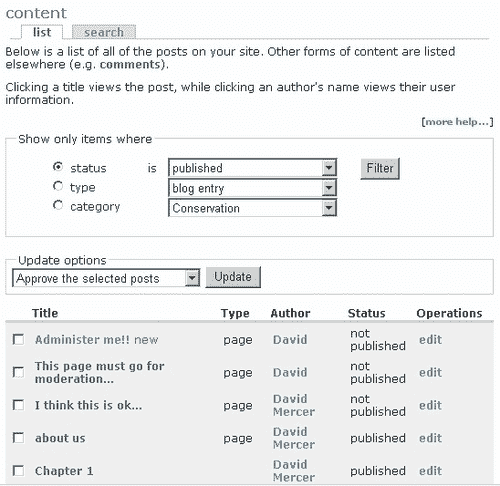 content
list search
Below is a list of all of the posts on your site. Other forms of content are listed
elsewhere (e.g. comments).
Clicking a title views the post, while clicking an author's name views their user
information.
[more help...]
Show only items where
status is published Filter
type blog entry
category Conservation
Update options
Approve the selected posts Update
Title Type Author Status Operations
Administer me!! new page David not published edit
This page must go for moderation... page David not published edit
I think this is ok... page David Mercer not published edit
about us page David Mercer published edit
Chapter 1 David Mercer published edit